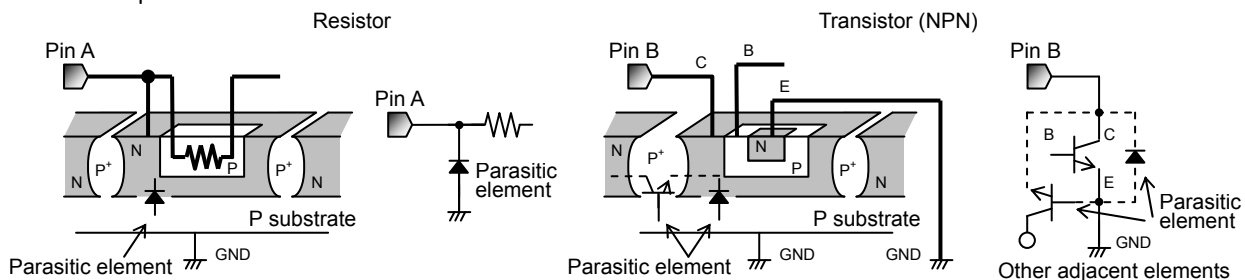 Resistor
Transistor (NPN)
Pin A
N
P+
N
P
P+
N
P substrate
Parasitic element
GND
Pin A
Parasitic
element
Pin B
C
B
E
N
P+
N
P
P+
N
P substrate
Parasitic element
GND
GND
Pin B
B
C
E
Parasitic
element
GND
Other adjacent elements